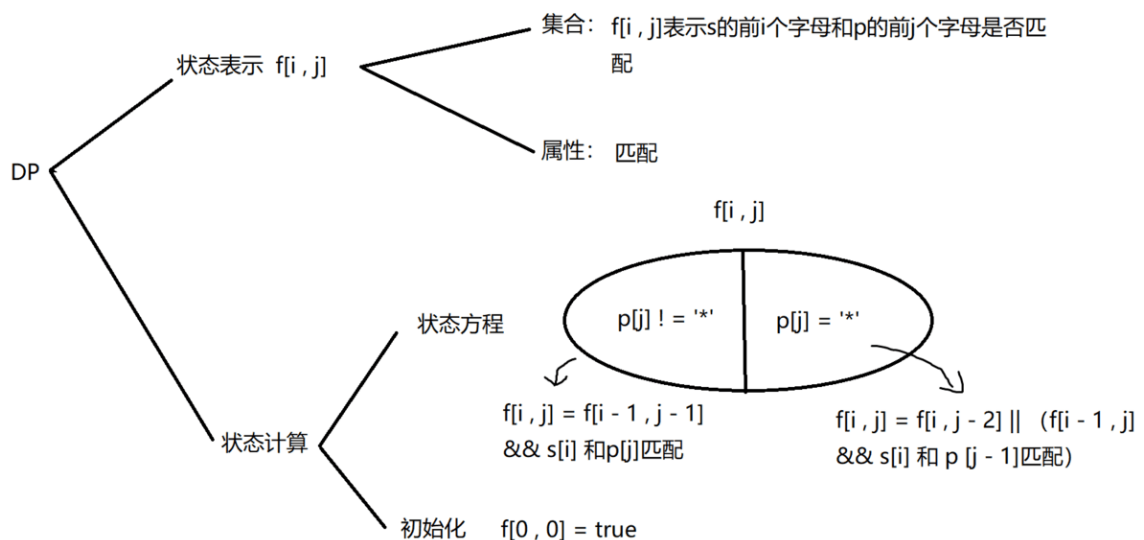 集合： f[i , j]表示s的前i个字母和p的前j个字母是否匹
配
状态表示 f[i , j]
属性： 匹配
DP
f[i , j]
p[j] ! = '*'
p[j] = '*'
状态方程
f[i , j] = f[i - 1 , j - 1]
&& s[i] 和p[j]匹配
f[i , j] = f[i , j - 2] || （f[i - 1 , j]
&& s[i] 和 p [j - 1]匹配）
状态计算
初始化 f[0 , 0] = true